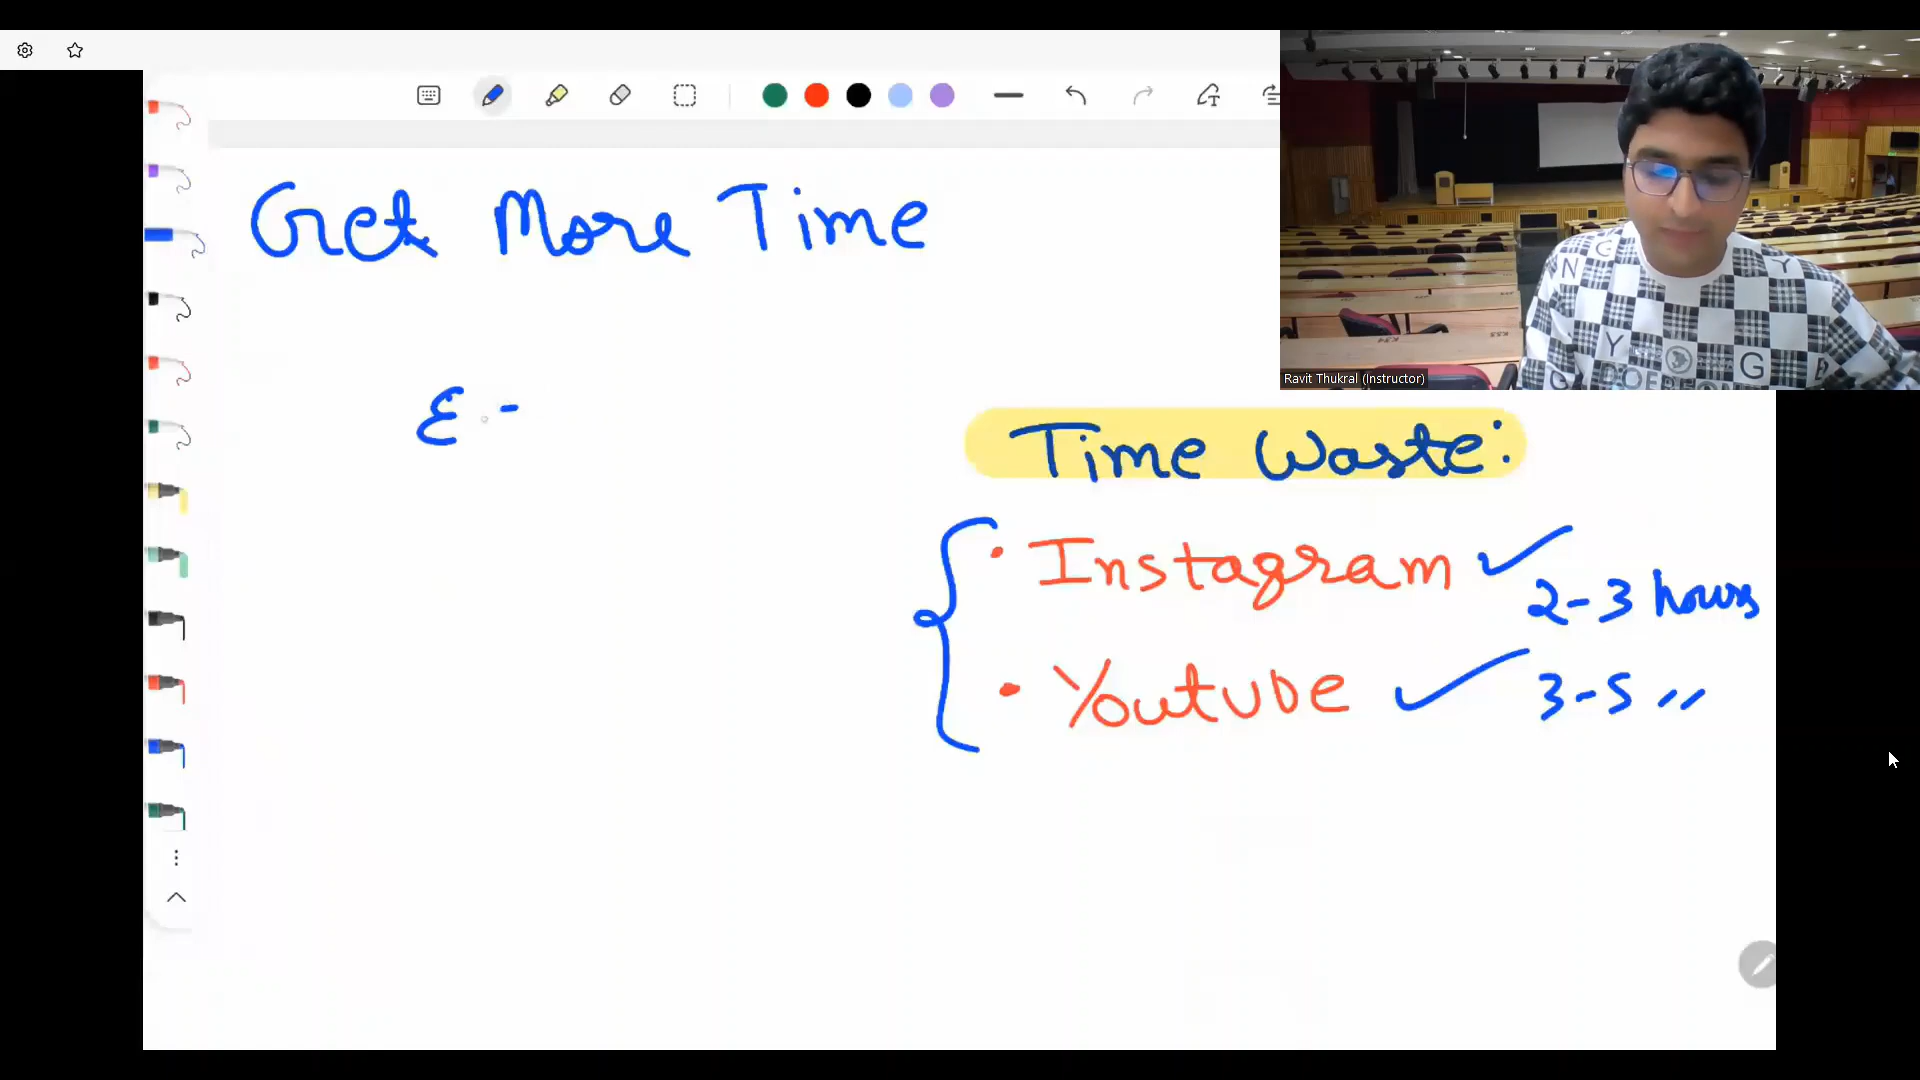 Get More Time
Ravit Thukral (Instructor)
Time Waste:
• Instagram ✓ 2-3 hours
• Youtube ✓ 3-5 〃